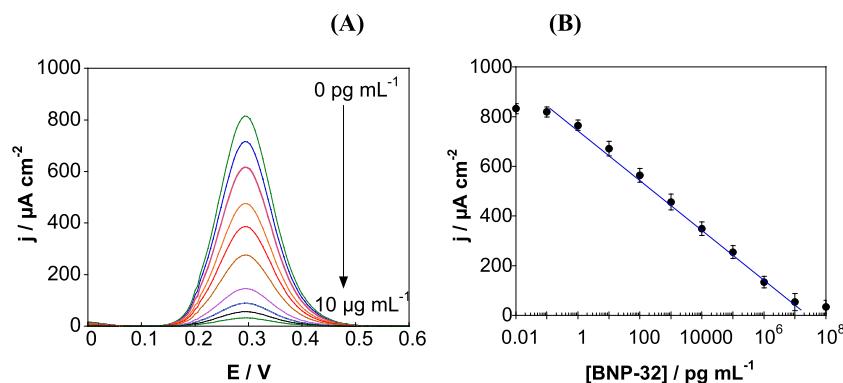 (A)
(B)
1000
800
600
400
200
0
j / µA cm⁻²
0 pg mL⁻¹
10 µg mL⁻¹
0 0.1 0.2 0.3 0.4 0.5 0.6
E / V
1000
800
600
400
200
0
j / µA cm⁻²
0.01 1 100 10000 10⁶ 10⁸
[BNP-32] / pg mL⁻¹